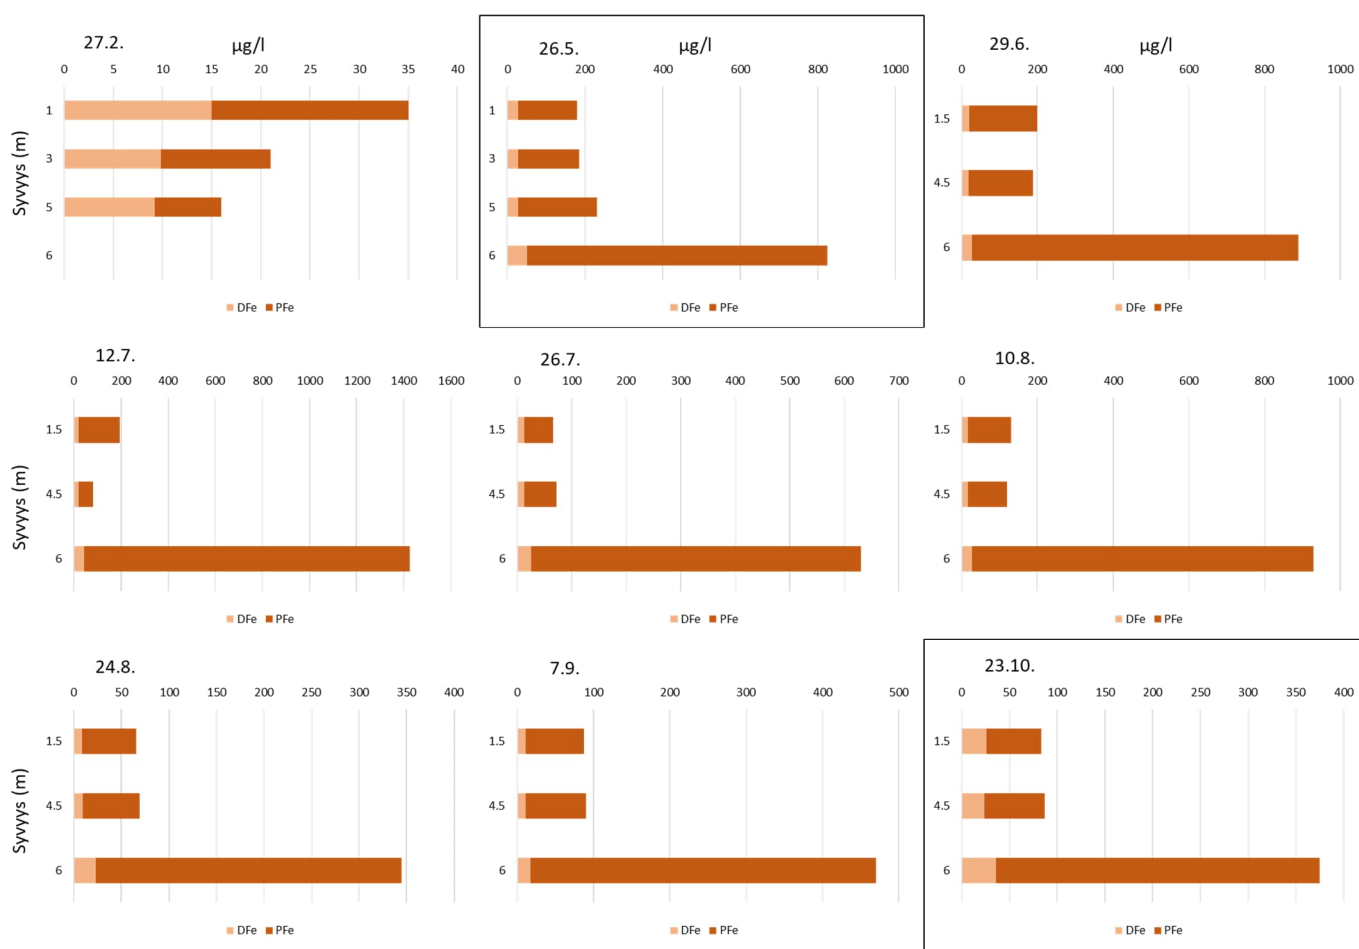 27.2.
µg/l
0 5 10 15 20 25 30 35 40
Syvyys (m)
1
3
5
6
DFe PFe
26.5.
µg/l
0 200 400 600 800 1000
1
3
5
6
DFe PFe
29.6.
µg/l
0 200 400 600 800 1000
1.5
4.5
6
DFe PFe
12.7.
0 200 400 600 800 1000 1200 1400 1600
Syvyys (m)
1.5
4.5
6
DFe PFe
26.7.
0 100 200 300 400 500 600 700
1.5
4.5
6
DFe PFe
10.8.
0 200 400 600 800 1000
1.5
4.5
6
DFe PFe
24.8.
0 50 100 150 200 250 300 350 400
Syvyys (m)
1.5
4.5
6
DFe PFe
7.9.
0 100 200 300 400 500
1.5
4.5
6
DFe PFe
23.10.
0 50 100 150 200 250 300 350 400
1.5
4.5
6
DFe PFe